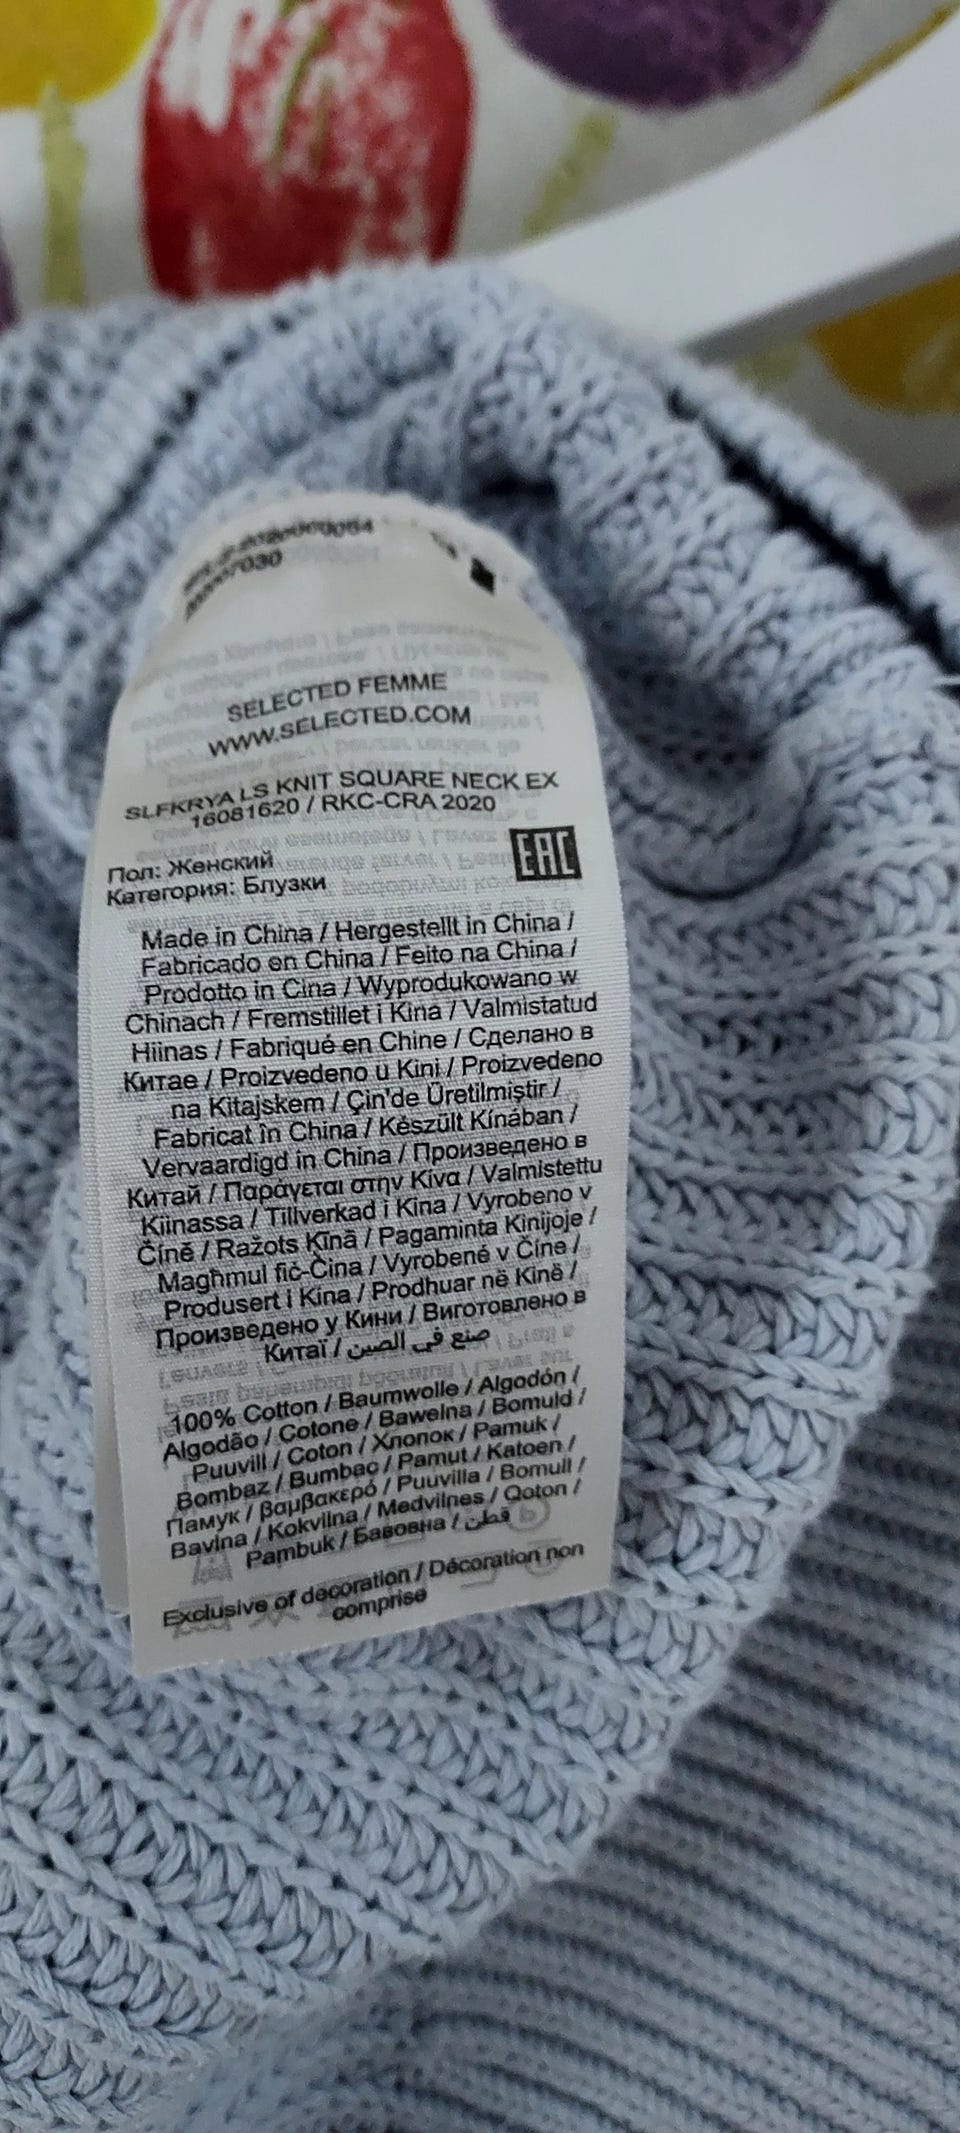 SELECTED FEMME
WWW.SELECTED.COM
SLFKRYA LS KNIT SQUARE NECK EX
16081620 / RKC-CRA 2020
EAC
Пол: Женский
Категория: Блузки
Made in China / Hergestellt in China /
Fabricado en China / Feito na China /
Prodotto in Cina / Wyprodukowano w
Chinach / Fremstillet i Kina / Valmistatud
Hiinas / Fabriqué en Chine / Сделано в
Китае / Proizvedeno u Kini / Proizvedeno
na Kitajskem / Çin'de Üretilmiştir /
Fabricat în China / Készült Kínában /
Vervaardigd in China / Произведено в
Китай / Παράγεται στην Κίνα / Valmistettu
Kiinassa / Tillverkad i Kina / Vyrobeno v
Číně / Ražots Ķīnā / Pagaminta Kinijoje /
Magħmul fiċ-Ċina / Vyrobené v Číne /
Produsert i Kina / Prodhuar në Kinë /
Произведено у Кини / Виготовлено в
Китаї / صنع في الصين
100% Cotton / Baumwolle / Algodón /
Algodão / Cotone / Bawełna / Bomuld /
Puuvill / Coton / Хлопок / Pamuk /
Bombaz / Bumbac / Pamut / Katoen /
Памук / βαμβακερό / Puuvilla / Bomull /
Bavlna / Kokvilna / Medvilnes / Qoton /
Pambuk / Бавовна / قطن
Exclusive of decoration / Décoration non
comprise